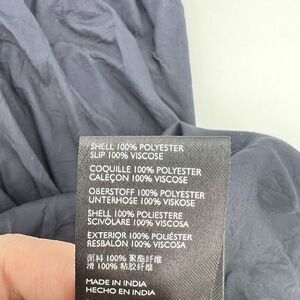 SHELL 100% POLYESTER
SLIP 100% VISCOSE
COQUILLE 100% POLYESTER
CALEÇON 100% VISCOSE
OBERSTOFF 100% POLYESTER
UNTERHOSE 100% VISKOSE
SHELL 100% POLIESTERE
SCIVOLARE 100% VISCOSA
EXTERIOR 100% POLIÉSTER
RESBALÓN 100% VISCOSA
面料 100% 聚酯纤维
滑 100% 粘胶纤维
MADE IN INDIA
HECHO EN INDIA